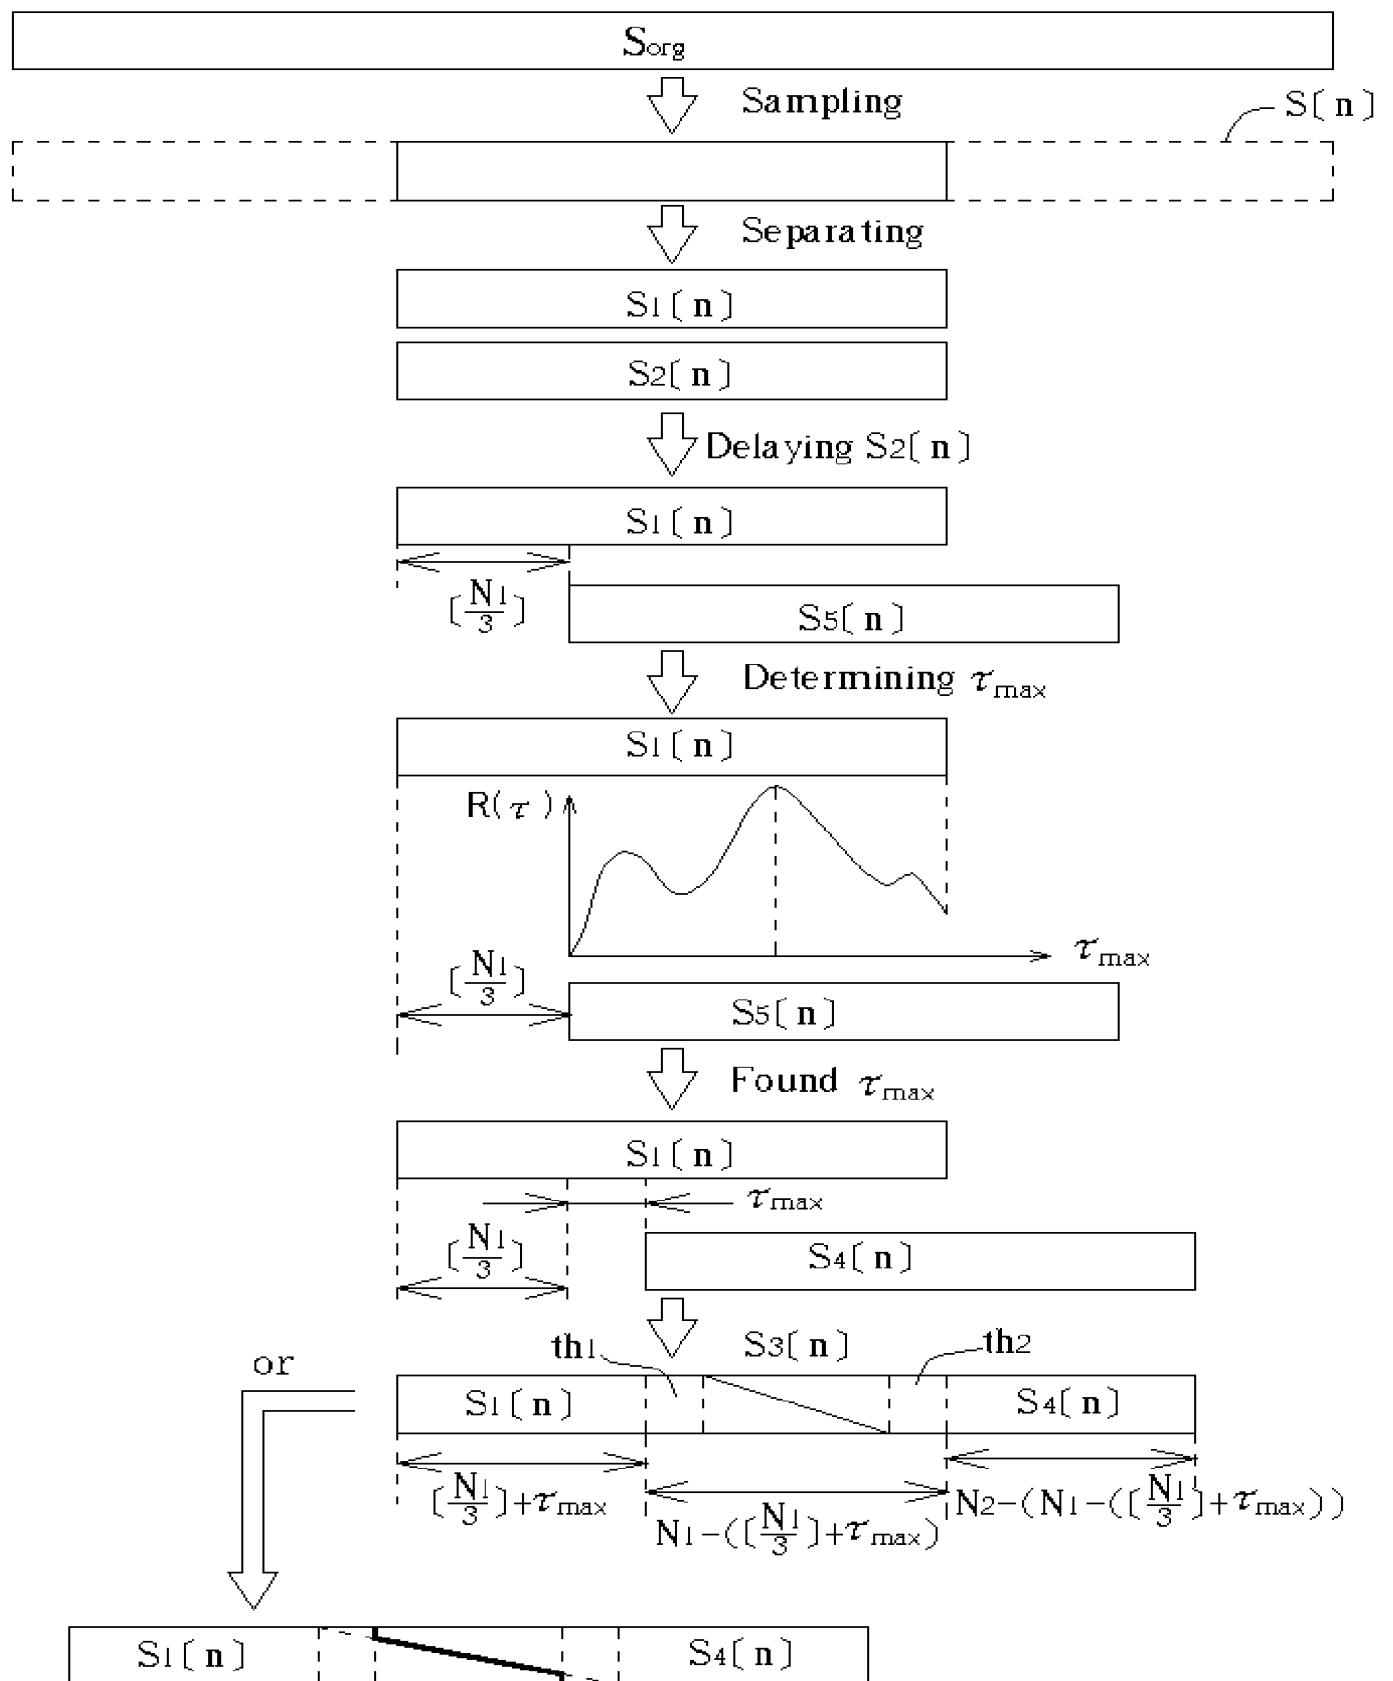 Sorg
Sampling
S[n]
Separating
S1[n]
S2[n]
Delaying S2[n]
S1[n]
[N1/3]
S5[n]
Determining τmax
S1[n]
R(τ)
τmax
[N1/3]
S5[n]
Found τmax
S1[n]
τmax
[N1/3]
S4[n]
or
th1
S3[n]
th2
S1[n]
S4[n]
[N1/3]+τmax
N1-([N1/3]+τmax)
N2-(N1-([N1/3]+τmax))
S1[n]
S4[n]